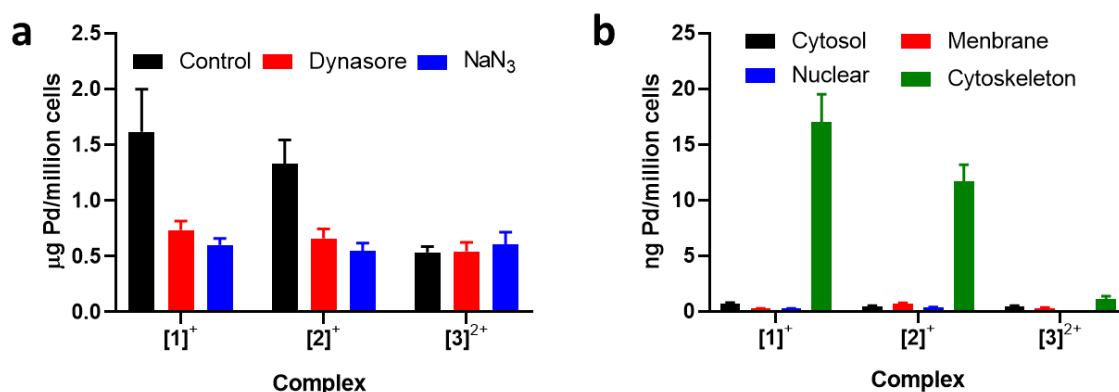 a
µg Pd/million cells
2.5
2.0
1.5
1.0
0.5
0.0
Control Dynasore NaN₃
[1]⁺ [2]⁺ [3]²⁺
Complex
b
ng Pd/million cells
25
20
15
10
5
0
Cytosol Menbrane
Nuclear Cytoskeleton
[1]⁺ [2]⁺ [3]²⁺
Complex